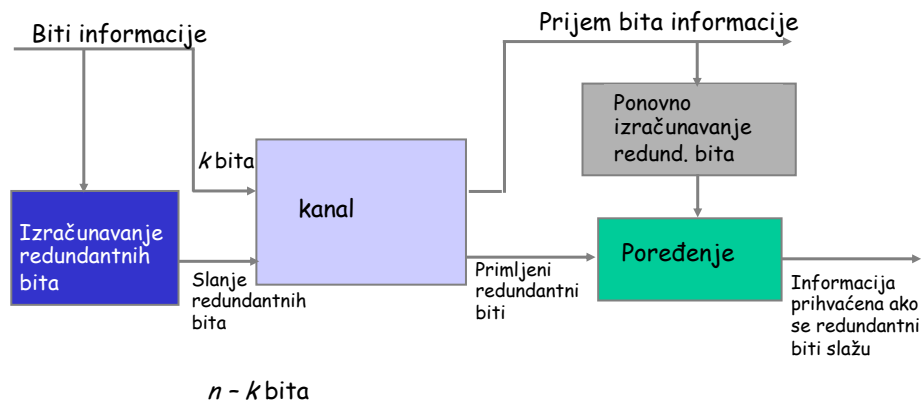 Biti informacije
Prijem bita informacije
Ponovno
izračunavanje
redund. bita
k bita
kanal
Izračunavanje
redundantnih
bita
Poređenje
Slanje
redundantnih
bita
Primljeni
redundantni
biti
Informacija
prihvaćena ako
se redundantni
biti slažu
n – k bita